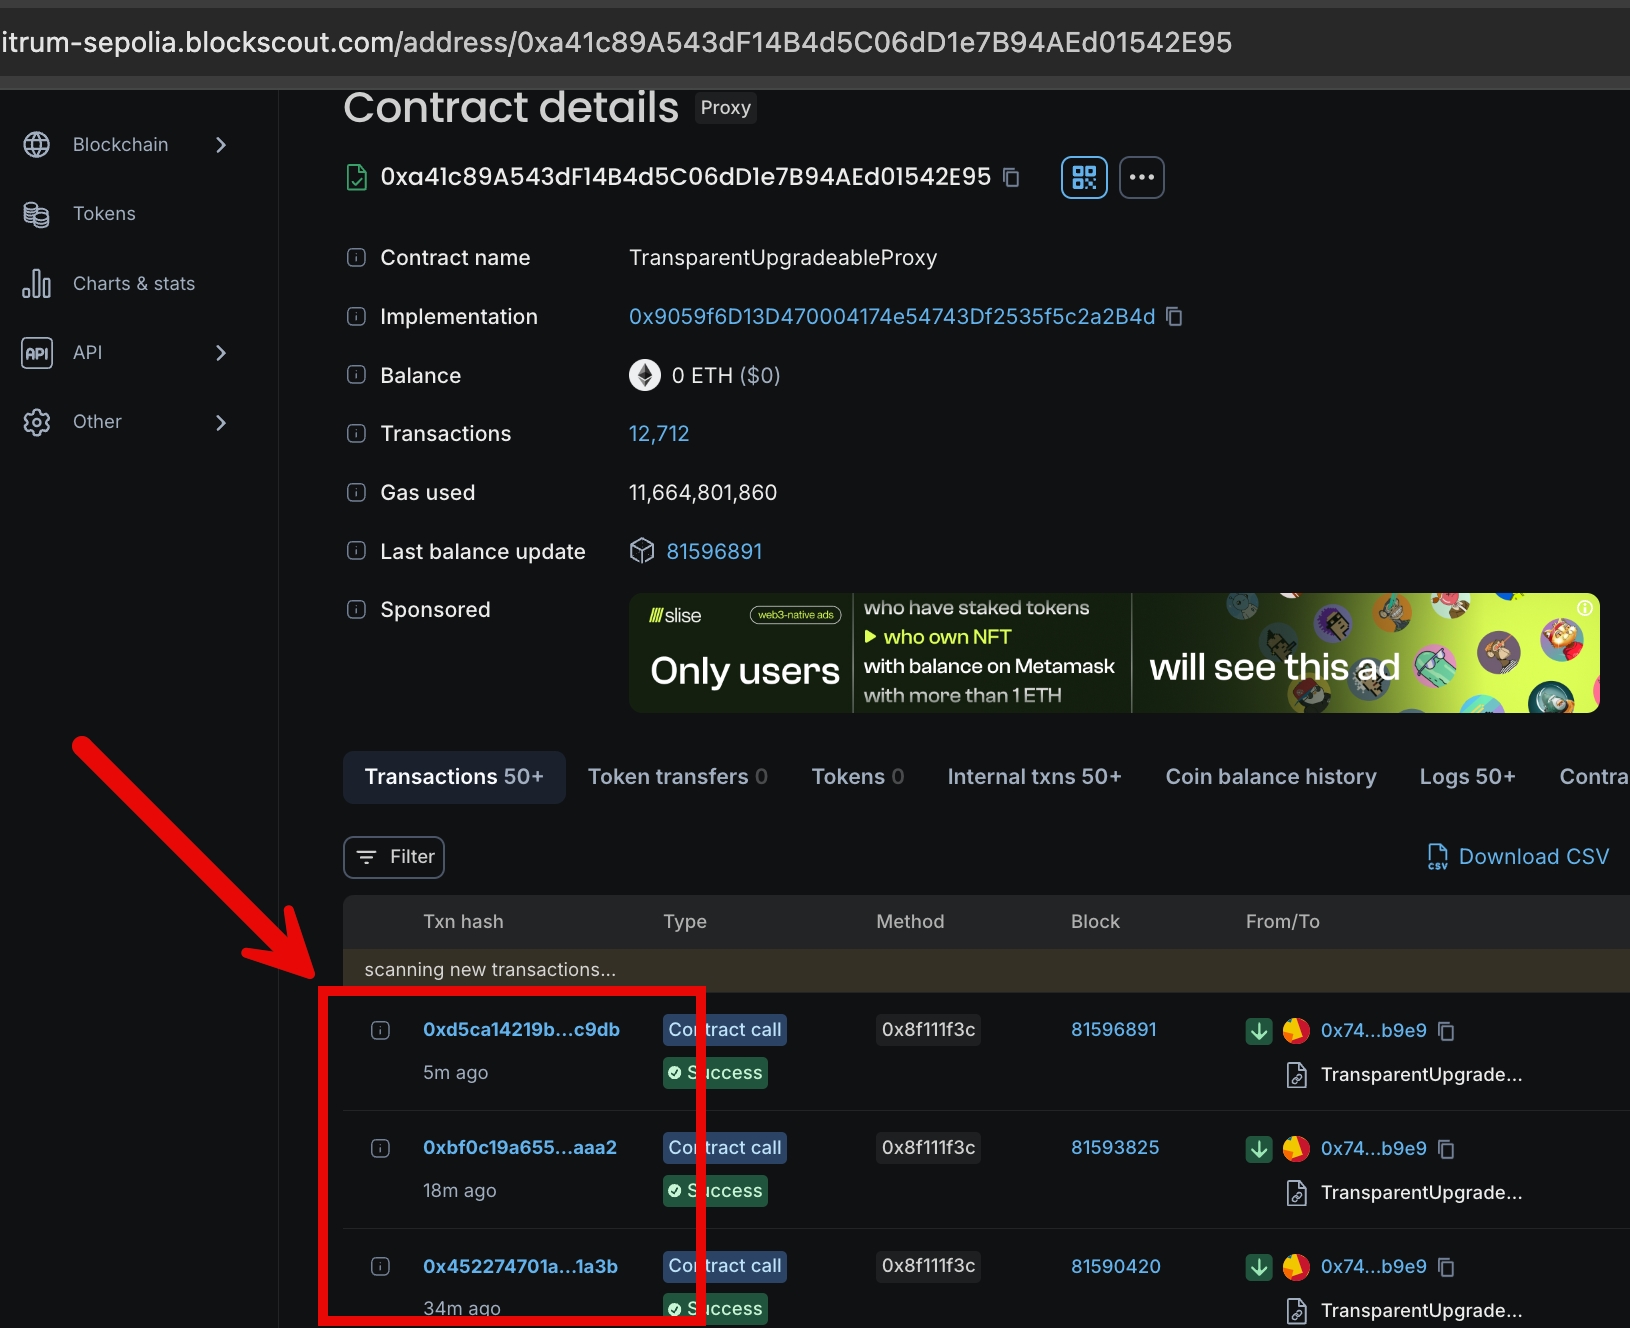 itrum-sepolia.blockscout.com/address/0xa41c89A543dF14B4d5C06dD1e7B94AEd01542E95
Contract details Proxy
Blockchain
Tokens
Charts & stats
API API
Other
0xa41c89A543dF14B4d5C06dD1e7B94AEd01542E95
Contract name TransparentUpgradeableProxy
Implementation 0x9059f6D13D470004174e54743Df2535f5c2a2B4d
Balance 0 ETH ($0)
Transactions 12,712
Gas used 11,664,801,860
Last balance update 81596891
Sponsored
slise web3-native ads
Only users
who have staked tokens
who own NFT
with balance on Metamask
with more than 1 ETH
will see this ad
Transactions 50+ Token transfers 0 Tokens 0 Internal txns 50+ Coin balance history Logs 50+ Contra
Filter
CSV Download CSV
Txn hash Type Method Block From/To
scanning new transactions...
0xd5ca14219b...c9db Contract call 0x8f111f3c 81596891 0x74...b9e9
5m ago Success TransparentUpgrade...
0xbf0c19a655...aaa2 Contract call 0x8f111f3c 81593825 0x74...b9e9
18m ago Success TransparentUpgrade...
0x452274701a...1a3b Contract call 0x8f111f3c 81590420 0x74...b9e9
34m ago Success TransparentUpgrade...